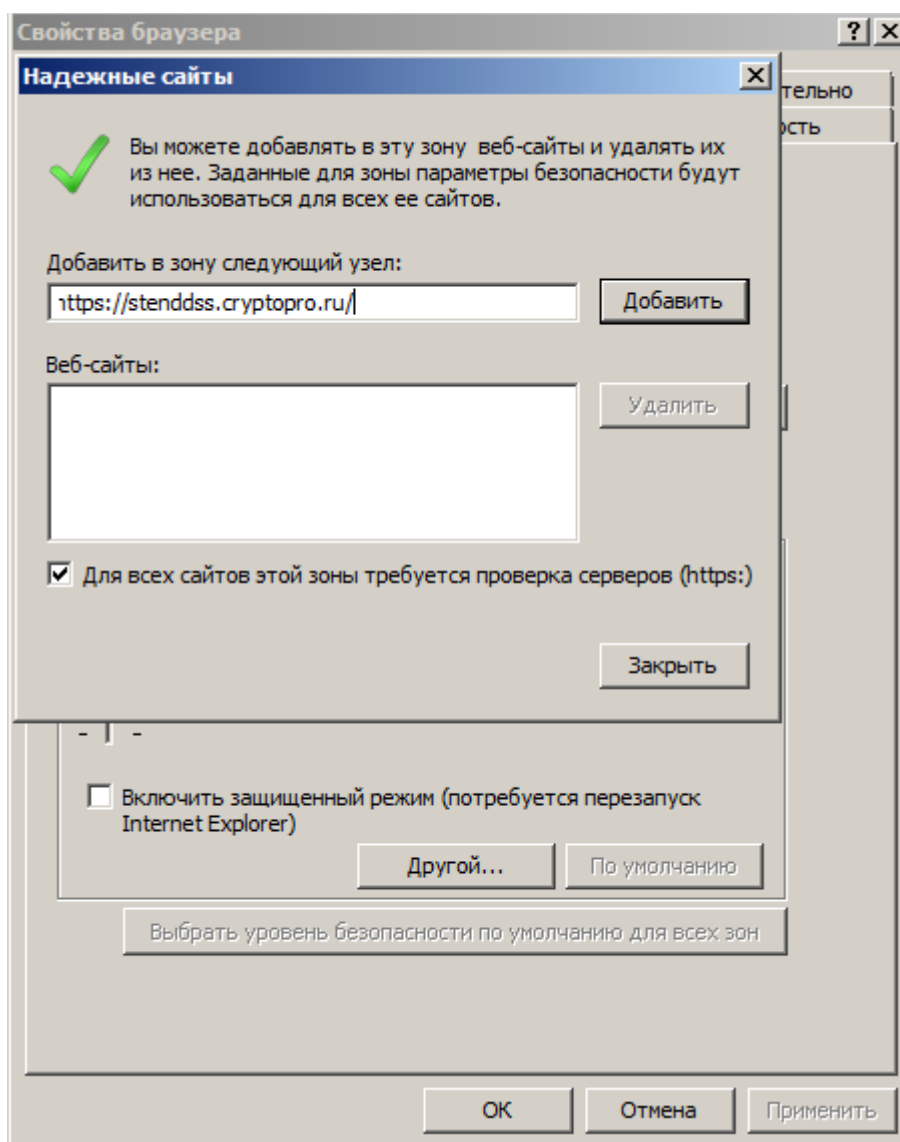 Свойства браузера
Надежные сайты
тельно
ость
Вы можете добавлять в эту зону веб-сайты и удалять их
из нее. Заданные для зоны параметры безопасности будут
использоваться для всех ее сайтов.
Добавить в зону следующий узел:
https://stenddss.cryptopro.ru/
Добавить
Веб-сайты:
Удалить
Для всех сайтов этой зоны требуется проверка серверов (https:)
Закрыть
Включить защищенный режим (потребуется перезапуск
Internet Explorer)
Другой...
По умолчанию
Выбрать уровень безопасности по умолчанию для всех зон
ОК
Отмена
Применить